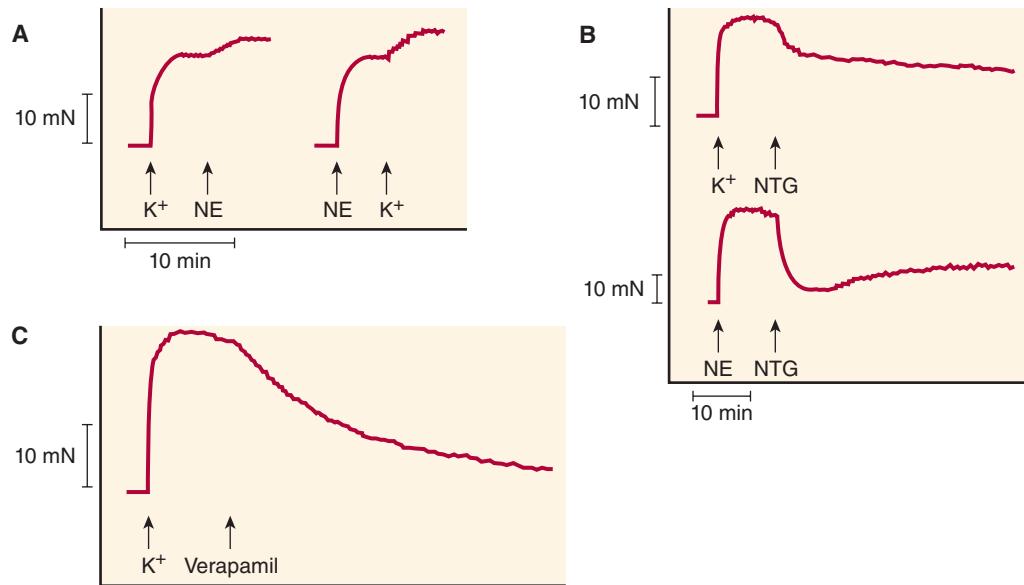 A
10 mN
K+ NE NE K+
10 min
B
10 mN
K+ NTG
10 mN
NE NTG
10 min
C
10 mN
K+ Verapamil